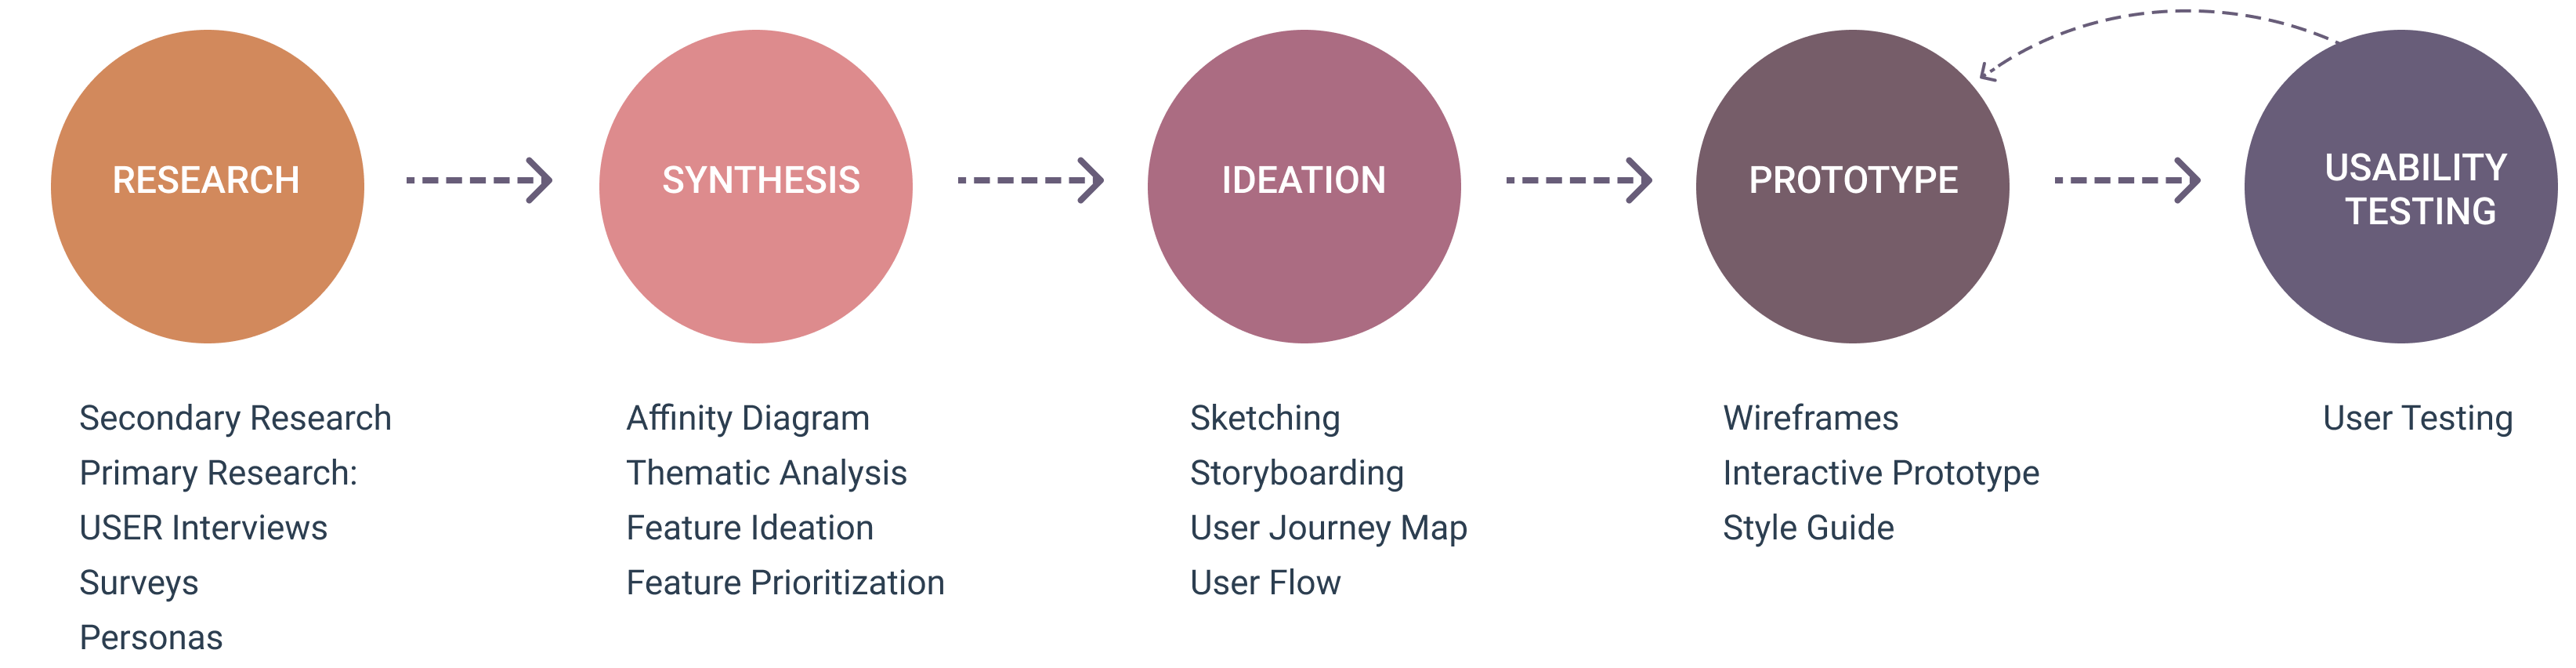 RESEARCH
SYNTHESIS
IDEATION
PROTOTYPE
USABILITY
TESTING
Secondary Research
Primary Research:
USER Interviews
Surveys
Personas
Affinity Diagram
Thematic Analysis
Feature Ideation
Feature Prioritization
Sketching
Storyboarding
User Journey Map
User Flow
Wireframes
Interactive Prototype
Style Guide
User Testing